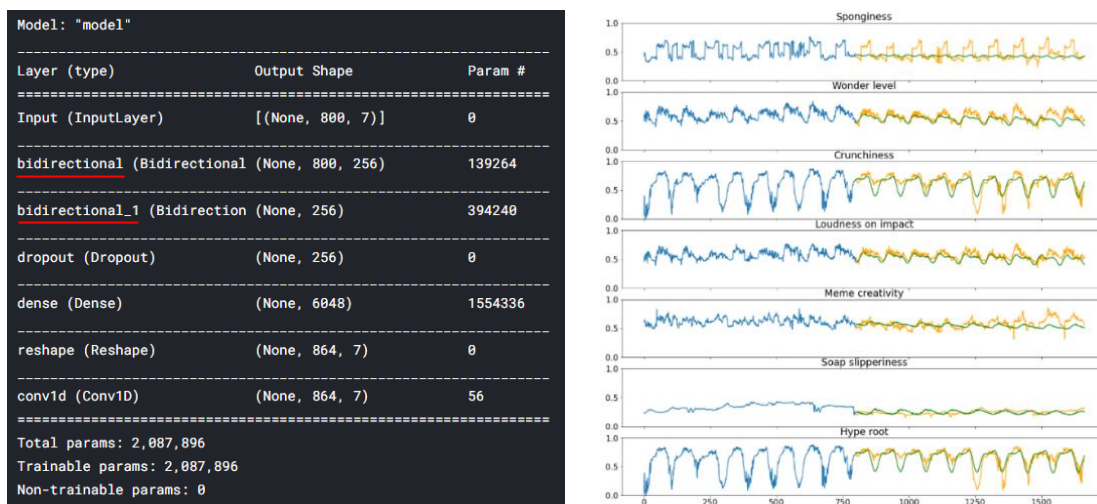 Model: "model"
Layer (type) Output Shape Param #
Input (InputLayer) [(None, 800, 7)] 0
bidirectional (Bidirectional (None, 800, 256) 139264
bidirectional_1 (Bidirection (None, 256) 394240
dropout (Dropout) (None, 256) 0
dense (Dense) (None, 6048) 1554336
reshape (Reshape) (None, 864, 7) 0
conv1d (Conv1D) (None, 864, 7) 56
Total params: 2,087,896
Trainable params: 2,087,896
Non-trainable params: 0
Sponginess
1.0
0.5
0.0
Wonder level
1.0
0.5
0.0
Crunchiness
1.0
0.5
0.0
Loudness on impact
1.0
0.5
0.0
Meme creativity
1.0
0.5
0.0
Soap slipperiness
1.0
0.5
0.0
Hype root
1.0
0.5
0.0
0 250 500 750 1000 1250 1500